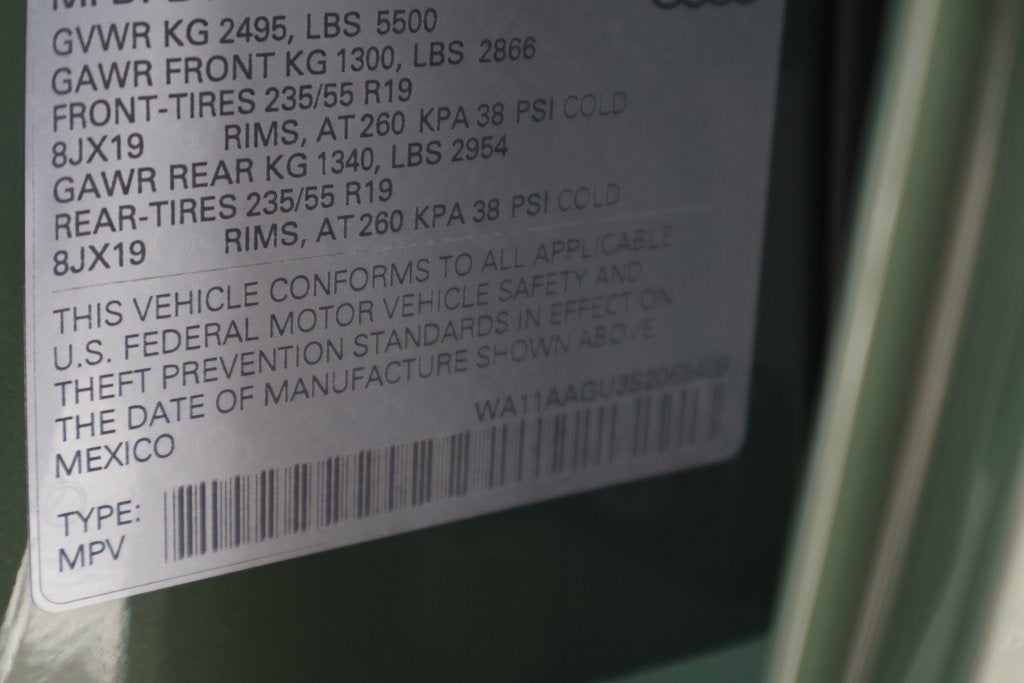 GVWR KG 2495, LBS 5500
GAWR FRONT KG 1300, LBS 2866
FRONT-TIRES 235/55 R19
8JX19 RIMS, AT 260 KPA 38 PSI COLD
GAWR REAR KG 1340, LBS 2954
REAR-TIRES 235/55 R19
8JX19 RIMS, AT 260 KPA 38 PSI COLD
THIS VEHICLE CONFORMS TO ALL APPLICABLE
U.S. FEDERAL MOTOR VEHICLE SAFETY AND
THEFT PREVENTION STANDARDS IN EFFECT ON
THE DATE OF MANUFACTURE SHOWN ABOVE.
MEXICO
TYPE:
MPV